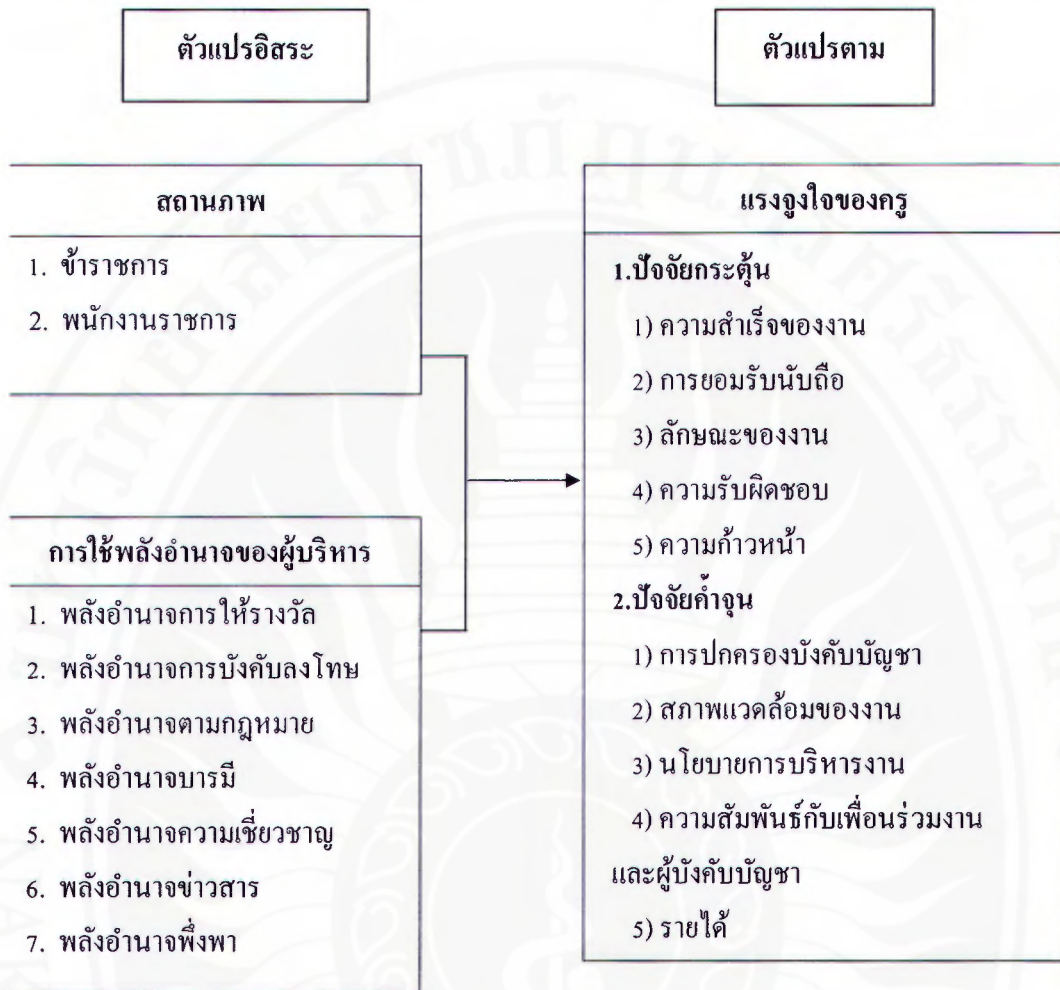 ตัวแปรอิสระ
ตัวแปรตาม
สถานภาพ
1. ข้าราชการ
2. พนักงานราชการ
การใช้พลังอำนาจของผู้บริหาร
1. พลังอำนาจการให้รางวัล
2. พลังอำนาจการบังคับลงโทษ
3. พลังอำนาจตามกฎหมาย
4. พลังอำนาจบารมี
5. พลังอำนาจความเชี่ยวชาญ
6. พลังอำนาจข่าวสาร
7. พลังอำนาจพึ่งพา
แรงจูงใจของครู
1.ปัจจัยกระตุ้น
1) ความสำเร็จของงาน
2) การยอมรับนับถือ
3) ลักษณะของงาน
4) ความรับผิดชอบ
5) ความก้าวหน้า
2.ปัจจัยค้ำจุน
1) การปกครองบังคับบัญชา
2) สภาพแวดล้อมของงาน
3) นโยบายการบริหารงาน
4) ความสัมพันธ์กับเพื่อนร่วมงาน
และผู้บังคับบัญชา
5) รายได้